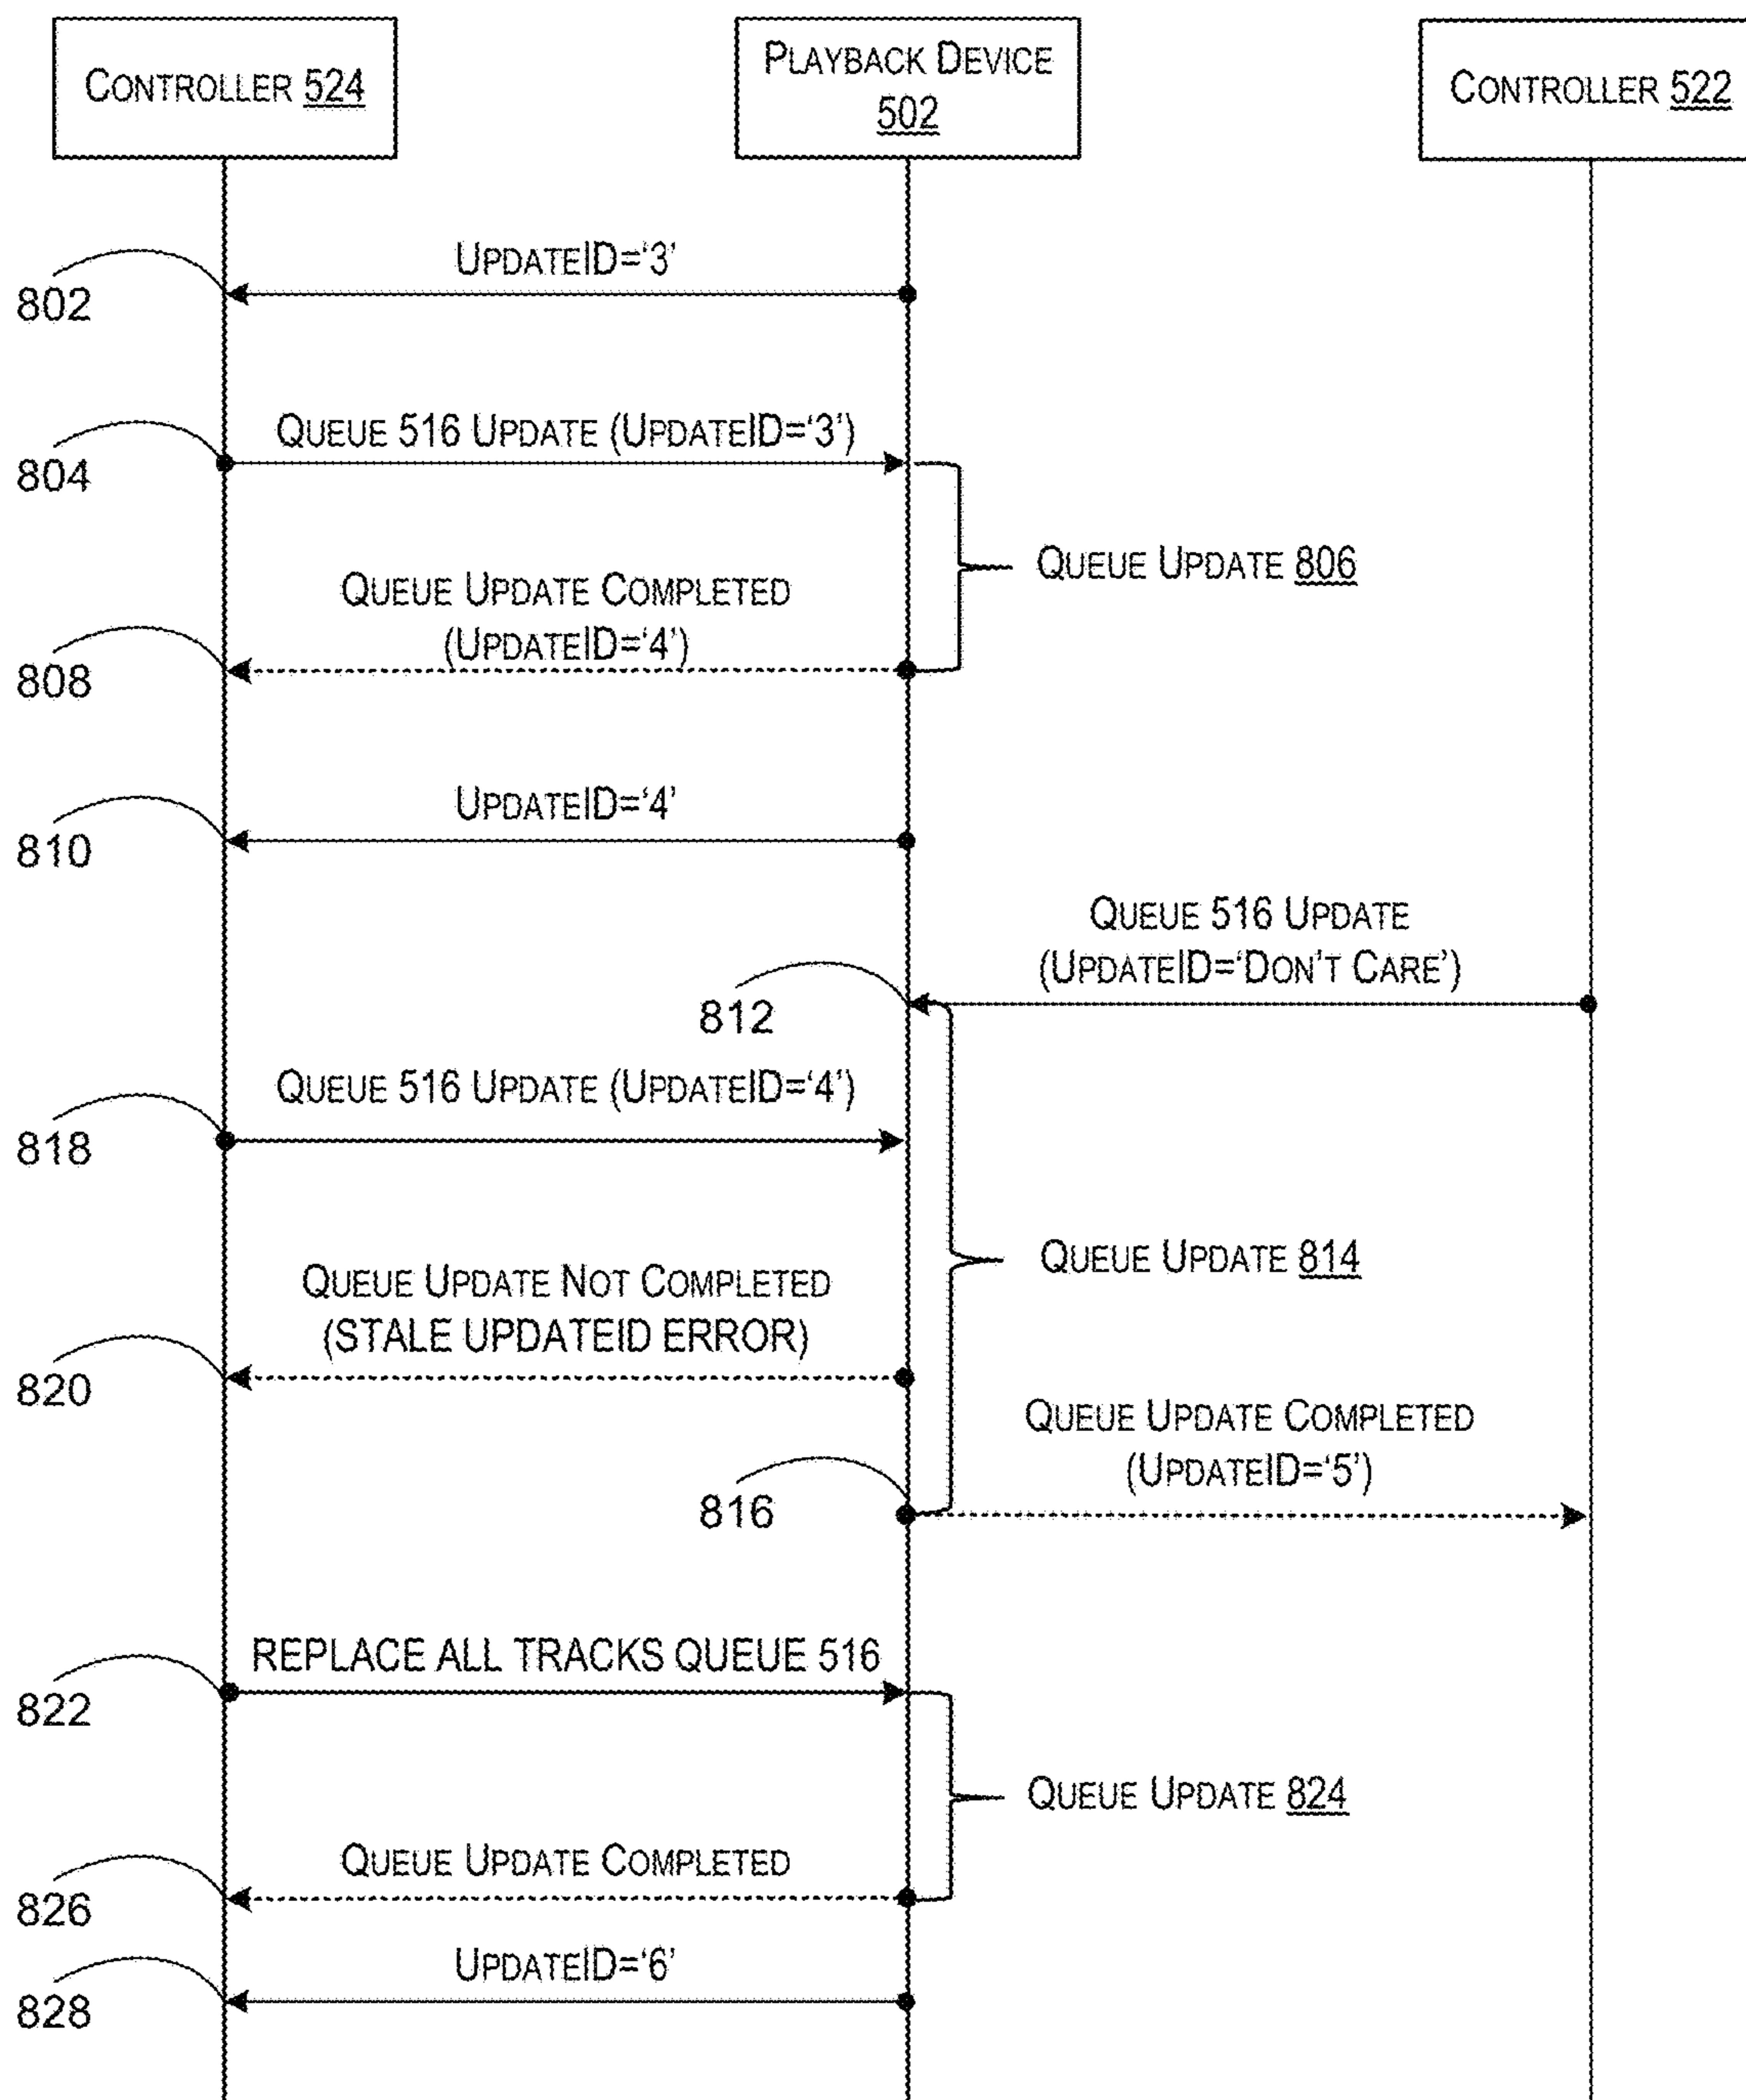 CONTROLLER 524
PLAYBACK DEVICE
502
CONTROLLER 522
UPDATEID=‘3’
802
QUEUE 516 UPDATE (UPDATEID=‘3’)
804
QUEUE UPDATE 806
QUEUE UPDATE COMPLETED
(UPDATEID=‘4’)
808
UPDATEID=‘4’
810
QUEUE 516 UPDATE
(UPDATEID=‘DON’T CARE’)
812
QUEUE 516 UPDATE (UPDATEID=‘4’)
818
QUEUE UPDATE 814
QUEUE UPDATE NOT COMPLETED
(STALE UPDATEID ERROR)
820
QUEUE UPDATE COMPLETED
(UPDATEID=‘5’)
816
REPLACE ALL TRACKS QUEUE 516
822
QUEUE UPDATE 824
QUEUE UPDATE COMPLETED
826
UPDATEID=‘6’
828